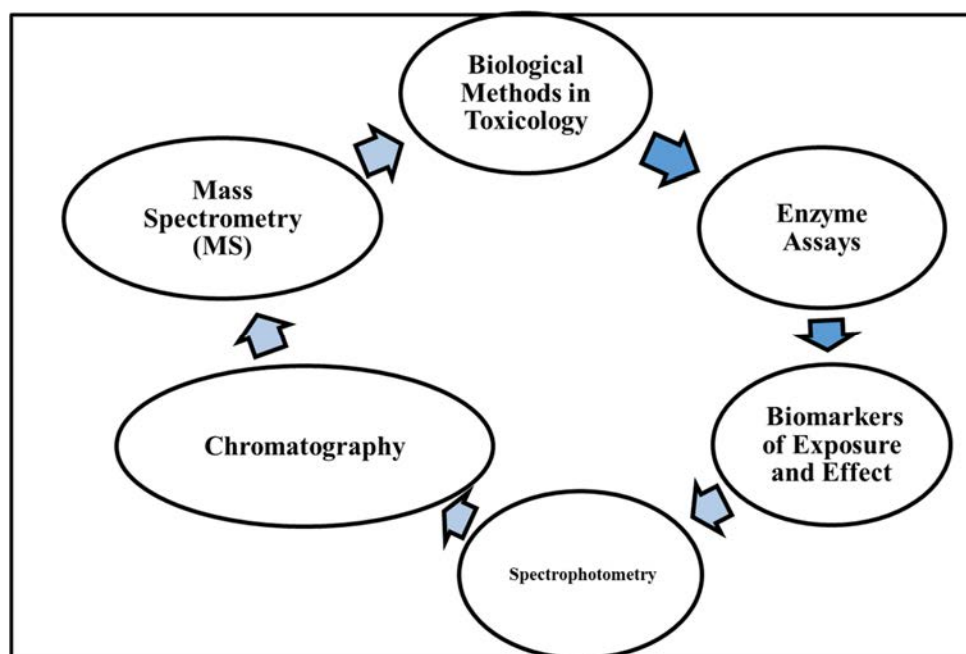 Biological
Methods in
Toxicology
Enzyme
Assays
Biomarkers
of Exposure
and Effect
Spectrophotometry
Chromatography
Mass
Spectrometry
(MS)